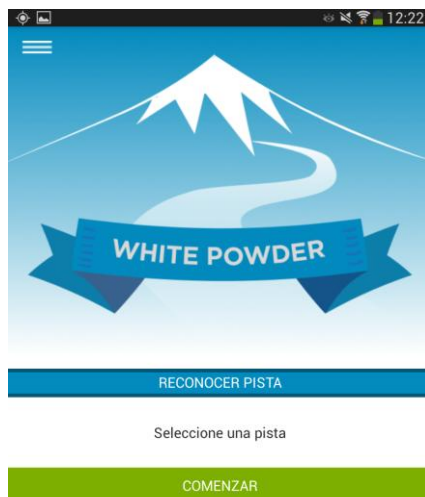 12:22
WHITE POWDER
RECONOCER PISTA
Seleccione una pista
COMENZAR